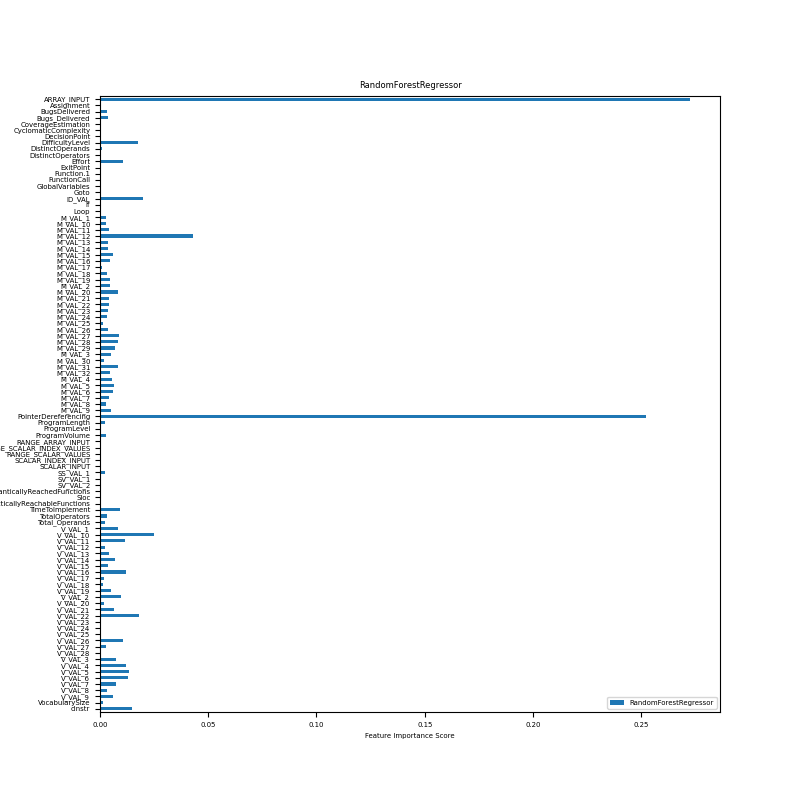 RandomForestRegressor
ARRAY_INPUT
Assignment
BugsDelivered
Bugs_Delivered
CoverageEstimation
CyclomaticComplexity
DecisionPoint
DifficultyLevel
DistinctOperands
DistinctOperators
Effort
ExitPoint
Function.1
FunctionCall
GlobalVariables
Goto
ID_VAL
If
Loop
M_VAL_1
M_VAL_10
M_VAL_11
M_VAL_12
M_VAL_13
M_VAL_14
M_VAL_15
M_VAL_16
M_VAL_17
M_VAL_18
M_VAL_19
M_VAL_2
M_VAL_20
M_VAL_21
M_VAL_22
M_VAL_23
M_VAL_24
M_VAL_25
M_VAL_26
M_VAL_27
M_VAL_28
M_VAL_29
M_VAL_3
M_VAL_30
M_VAL_31
M_VAL_32
M_VAL_4
M_VAL_5
M_VAL_6
M_VAL_7
M_VAL_8
M_VAL_9
PointerDereferencing
ProgramLength
ProgramLevel
ProgramVolume
RANGE_ARRAY_INPUT
E_SCALAR_INDEX_VALUES
RANGE_SCALAR_VALUES
SCALAR_INDEX_INPUT
SCALAR_INPUT
SS_VAL_1
SV_VAL_1
SV_VAL_2
anticallyReachedFunctions
Sloc
ticallyReachableFunctions
TimeToImplement
TotalOperators
Total_Operands
V_VAL_1
V_VAL_10
V_VAL_11
V_VAL_12
V_VAL_13
V_VAL_14
V_VAL_15
V_VAL_16
V_VAL_17
V_VAL_18
V_VAL_19
V_VAL_2
V_VAL_20
V_VAL_21
V_VAL_22
V_VAL_23
V_VAL_24
V_VAL_25
V_VAL_26
V_VAL_27
V_VAL_28
V_VAL_3
V_VAL_4
V_VAL_5
V_VAL_6
V_VAL_7
V_VAL_8
V_VAL_9
VocabularySize
cinstr
RandomForestRegressor
0.00 0.05 0.10 0.15 0.20 0.25
Feature Importance Score